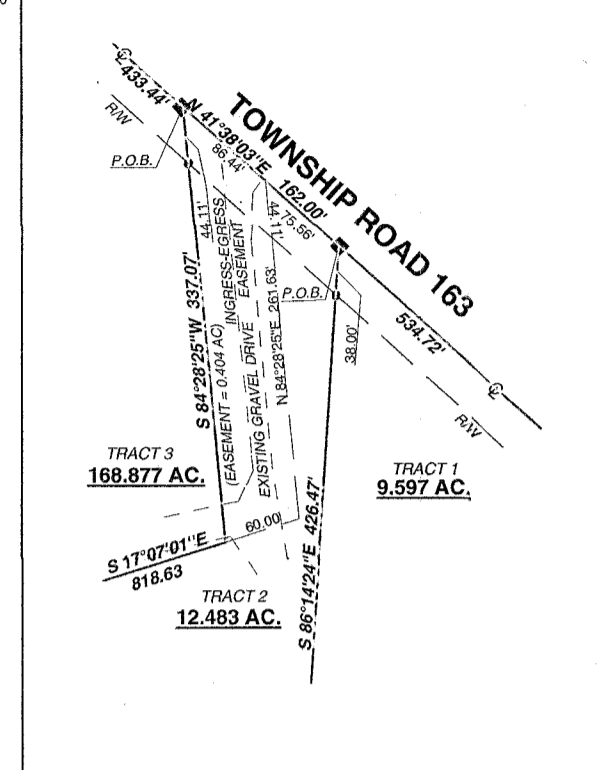 ℄
433.44'
R/W
N 41°38'03"E 162.00'
TOWNSHIP ROAD 163
86.44'
75.56'
P.O.B.
44.11'
44.11'
INGRESS-EGRESS
EASEMENT
(EASEMENT = 0.404 AC)
EXISTING GRAVEL DRIVE
S 84°28'25"W 337.07'
N 84°28'25"E 261.63'
P.O.B.
38.00'
534.72'
℄
R/W
TRACT 3
168.877 AC.
TRACT 1
9.597 AC.
60.00'
S 17°07'01"E
818.63
TRACT 2
12.483 AC.
S 86°14'24"E 426.47'